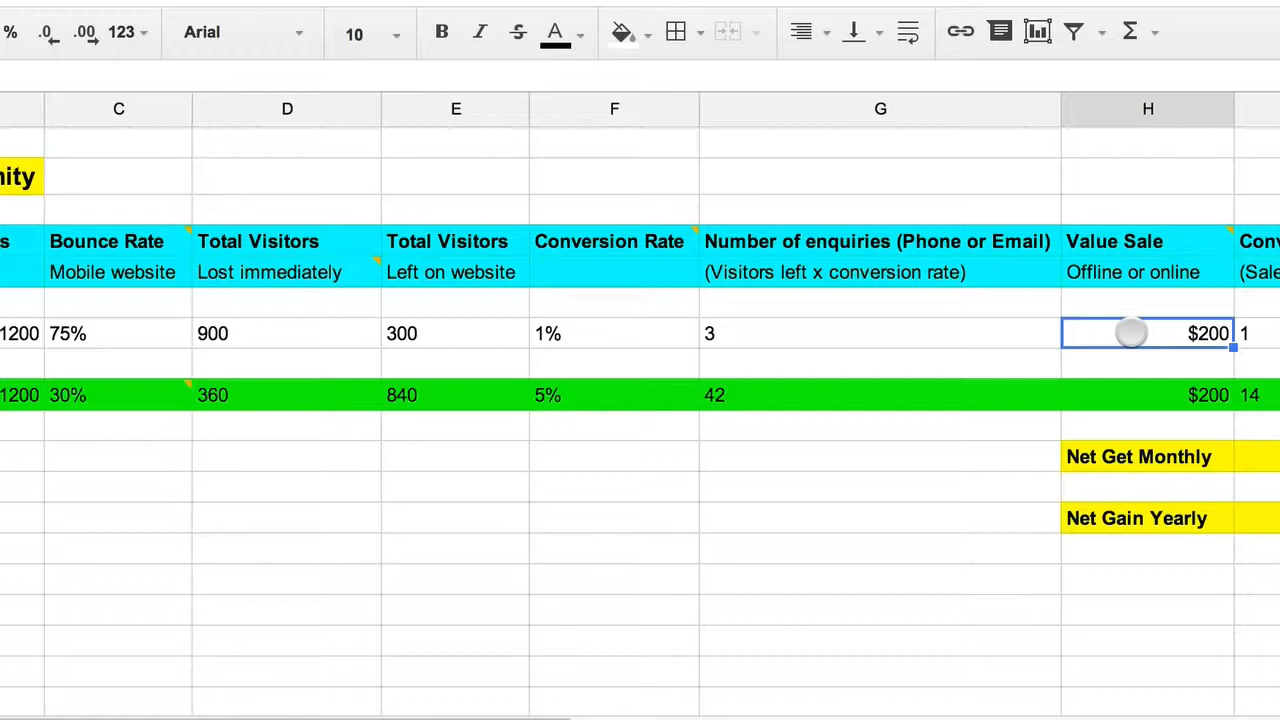 % .0 .00 123 Arial 10 B I S A Σ
C D E F G H
nity
s Bounce Rate Total Visitors Total Visitors Conversion Rate Number of enquiries (Phone or Email) Value Sale Conv
Mobile website Lost immediately Left on website (Visitors left x conversion rate) Offline or online (Sale
1200 75% 900 300 1% 3 $200 1
1200 30% 360 840 5% 42 $200 14
Net Get Monthly
Net Gain Yearly